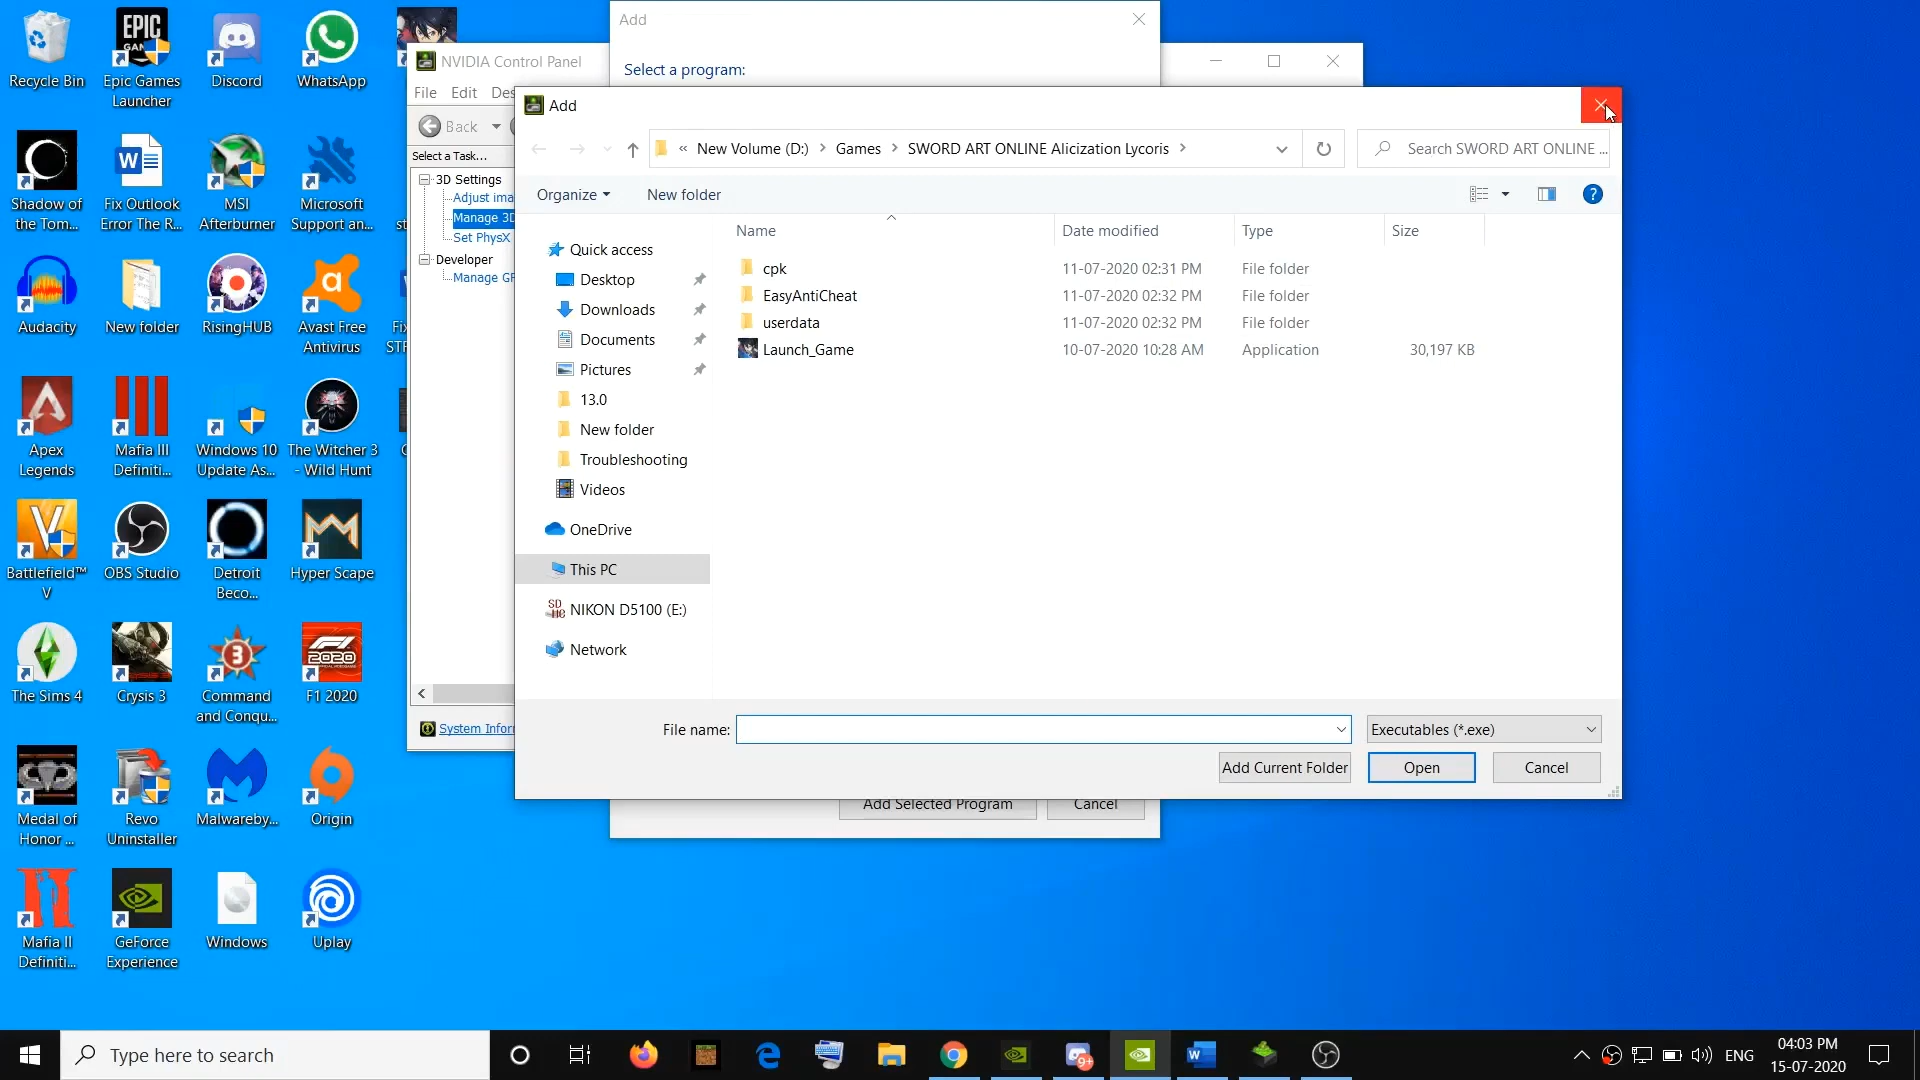 Recycle Bin
Epic Games
Launcher
Discord
WhatsApp
Shadow of
the Tom...
Fix Outlook
Error The R...
MSI
Afterburner
Microsoft
Support an...
Audacity
New folder
RisingHUB
Avast Free
Antivirus
Apex
Legends
Mafia III
Definiti...
Windows 10
Update As...
The Witcher 3
- Wild Hunt
Battlefield™
V
OBS Studio
Detroit
Beco...
Hyper Scape
The Sims 4
Crysis 3
Command
and Conqu...
F1 2020
Medal of
Honor ...
Revo
Uninstaller
Malwareby...
Origin
Mafia II
Definiti...
GeForce
Experience
Windows
Uplay
Add
Select a program:
NVIDIA Control Panel
File Edit Des
Back
Select a Task...
3D Settings
Adjust ima
Manage 3D
Set PhysX
Developer
Manage GP
System Inform
Add
« New Volume (D:) > Games > SWORD ART ONLINE Alicization Lycoris >
Search SWORD ART ONLINE ...
Organize New folder
Quick access
Desktop
Downloads
Documents
Pictures
13.0
New folder
Troubleshooting
Videos
OneDrive
This PC
NIKON D5100 (E:)
Network
Name Date modified Type Size
cpk 11-07-2020 02:31 PM File folder
EasyAntiCheat 11-07-2020 02:32 PM File folder
userdata 11-07-2020 02:32 PM File folder
Launch_Game 10-07-2020 10:28 AM Application 30,197 KB
File name: Executables (*.exe)
Add Current Folder Open Cancel
Add Selected Program Cancel
Type here to search
ENG
04:03 PM
15-07-2020